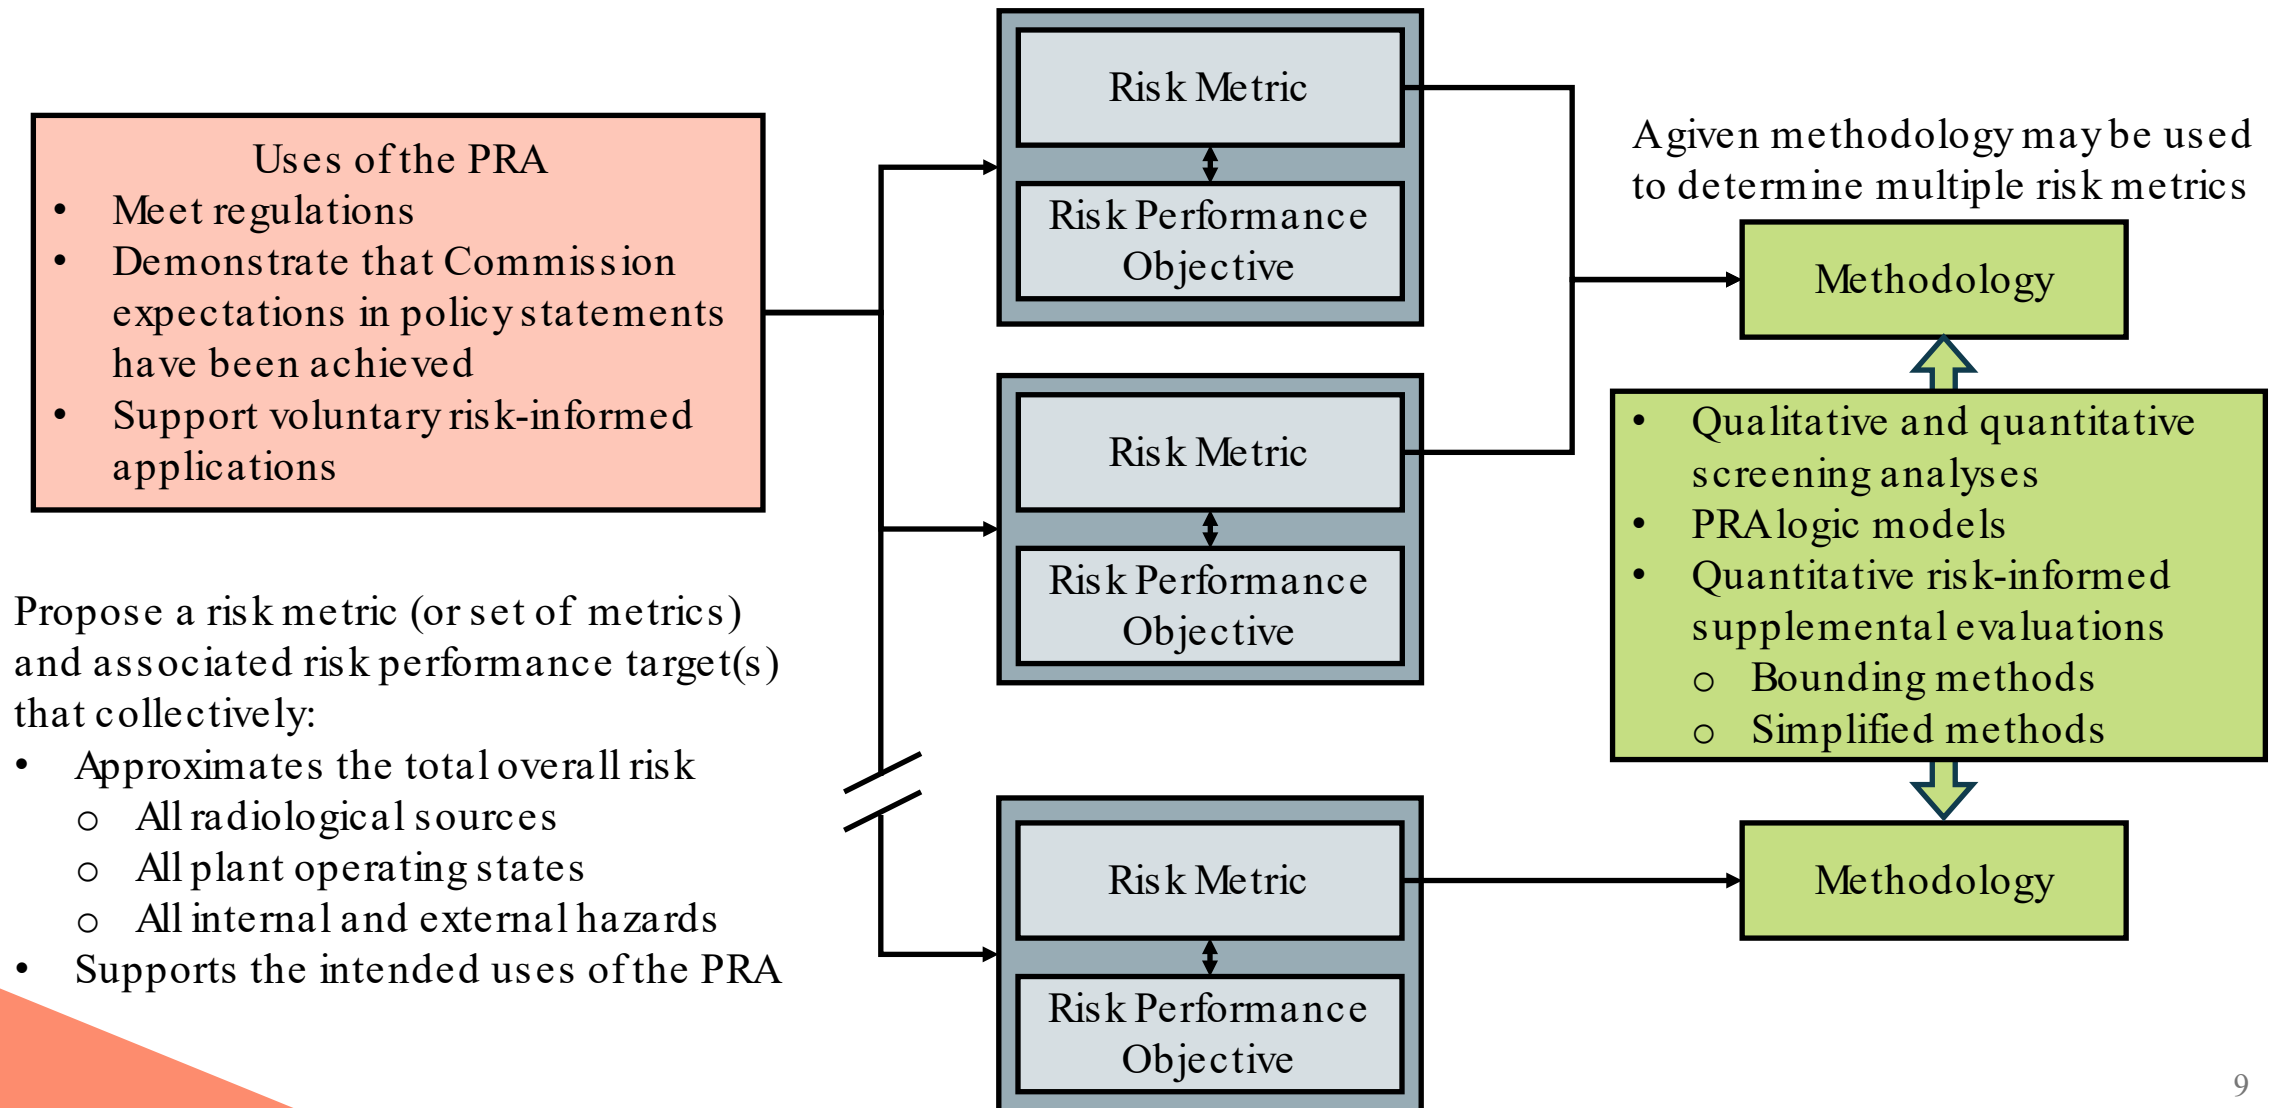 Uses of the PRA
• Meet regulations
• Demonstrate that Commission
expectations in policy statements
have been achieved
• Support voluntary risk-informed
applications
Propose a risk metric (or set of metrics)
and associated risk performance target(s)
that collectively:
• Approximates the total overall risk
o All radiological sources
o All plant operating states
o All internal and external hazards
• Supports the intended uses of the PRA
Risk Metric
Risk Performance
Objective
Risk Metric
Risk Performance
Objective
Risk Metric
Risk Performance
Objective
A given methodology may be used
to determine multiple risk metrics
Methodology
• Qualitative and quantitative
screening analyses
• PRA logic models
• Quantitative risk-informed
supplemental evaluations
o Bounding methods
o Simplified methods
Methodology
9